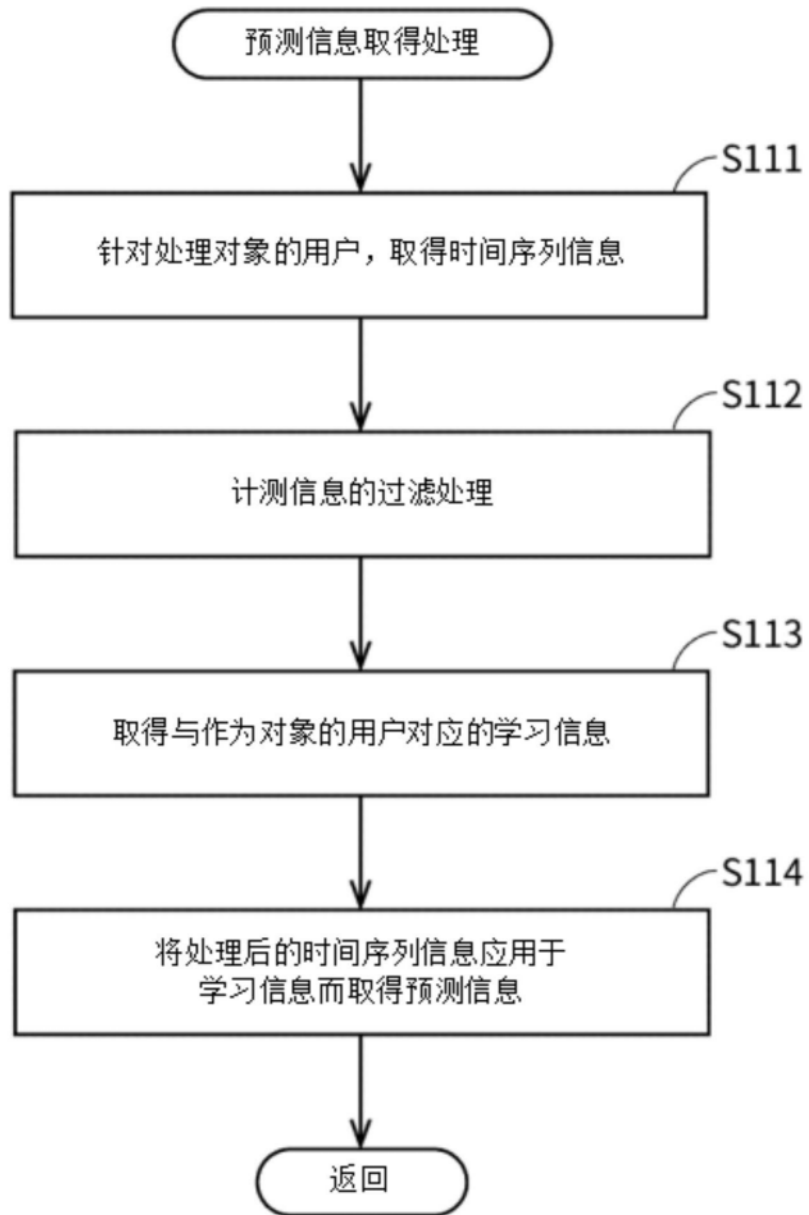 预测信息取得处理
S111
针对处理对象的用户，取得时间序列信息
S112
计测信息的过滤处理
S113
取得与作为对象的用户对应的学习信息
S114
将处理后的时间序列信息应用于
学习信息而取得预测信息
返回